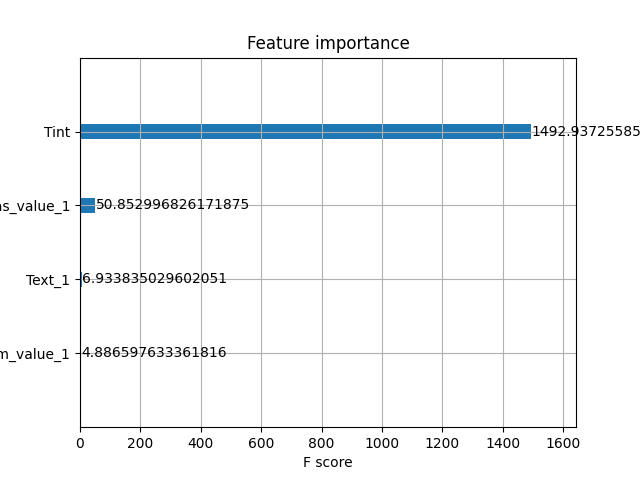 Feature importance
Tint
1492.93725585
s_value_1
50.852996826171875
Text_1
6.933835029602051
m_value_1
4.886597633361816
0 200 400 600 800 1000 1200 1400 1600
F score